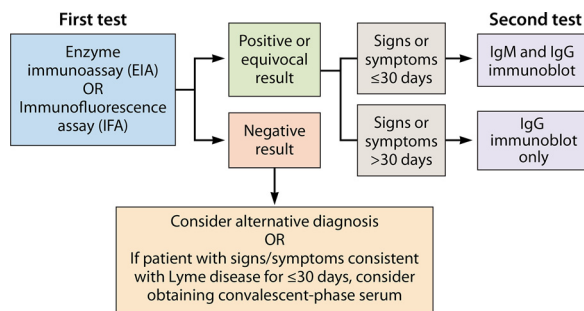 First test
Second test
Enzyme
immunoassay (EIA)
OR
Immunofluorescence
assay (IFA)
Positive or
equivocal
result
Signs or
symptoms
≤30 days
IgM and IgG
immunoblot
Negative
result
Signs or
symptoms
>30 days
IgG
immunoblot
only
Consider alternative diagnosis
OR
If patient with signs/symptoms consistent
with Lyme disease for ≤30 days, consider
obtaining convalescent-phase serum